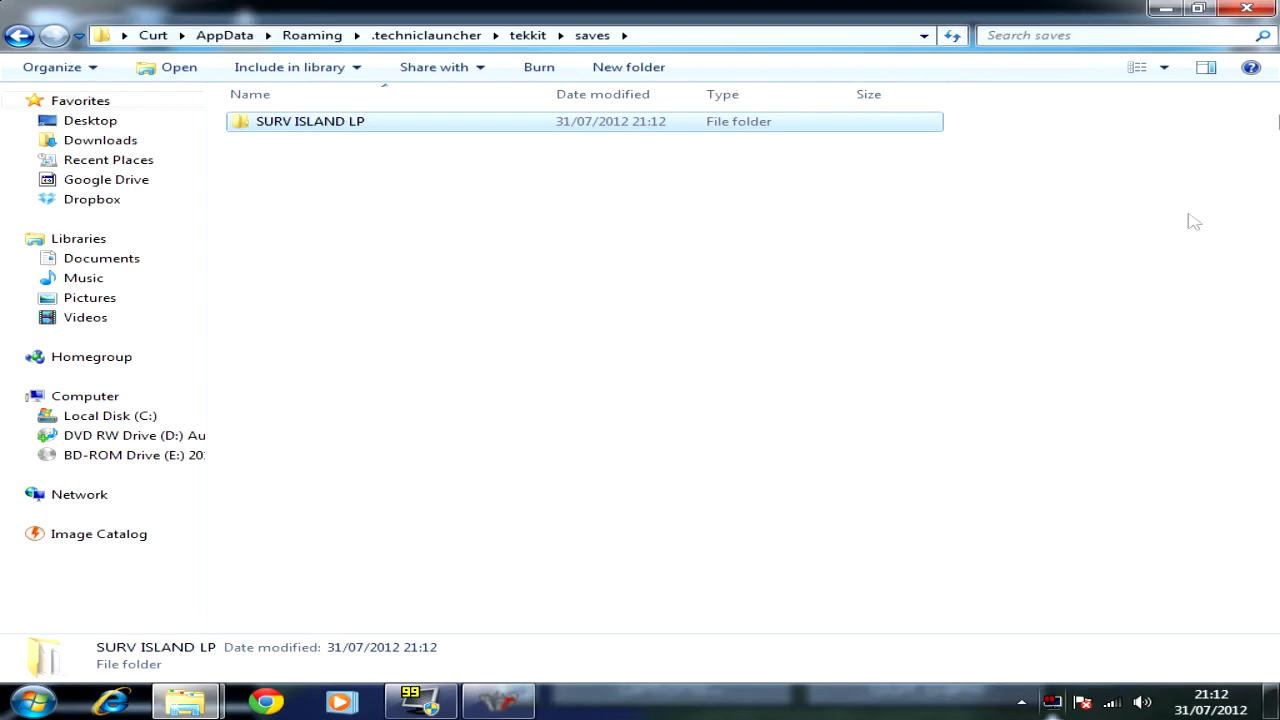 Curt AppData Roaming .techniclauncher tekkit saves
Search saves
Organize Open Include in library Share with Burn New folder
Name Date modified Type Size
SURV ISLAND LP 31/07/2012 21:12 File folder
Favorites
Desktop
Downloads
Recent Places
Google Drive
Dropbox
Libraries
Documents
Music
Pictures
Videos
Homegroup
Computer
Local Disk (C:)
DVD RW Drive (D:) Au
BD-ROM Drive (E:) 20
Network
Image Catalog
SURV ISLAND LP Date modified: 31/07/2012 21:12
File folder
99
21:12
31/07/2012